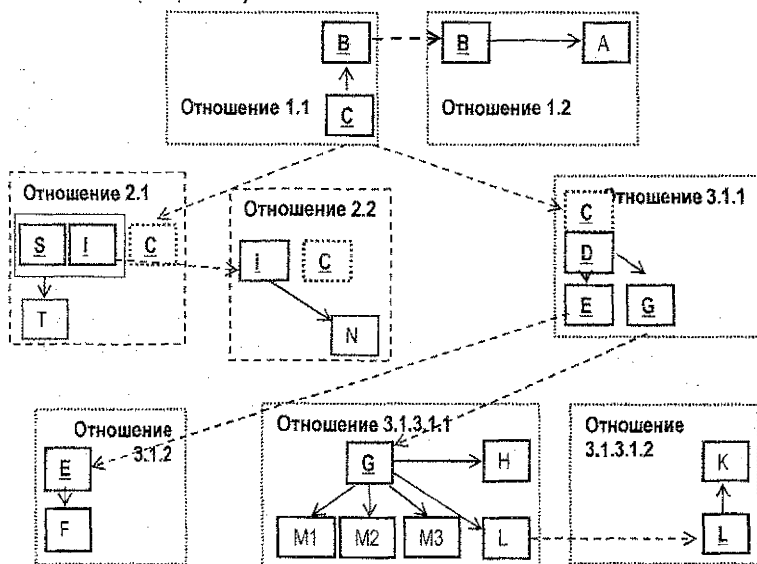 B
B
A
Отношение 1.1
C
Отношение 1.2
Отношение 2.1
Отношение 2.2
Отношение 3.1.1
S
I
C
I
C
C
D
E
G
T
N
Отношение
3.1.2
Отношение 3.1.3.1.1
Отношение
3.1.3.1.2
E
G
H
K
F
M1
M2
M3
L
L